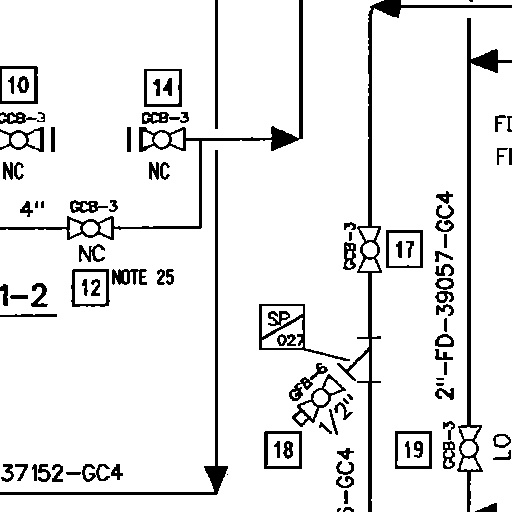 10
14
GCB-3
GCB-3
NC
NC
4"
GCB-3
NC
12
NOTE 25
1-2
GCB-3
17
2"-FD-39057-GC4
SP
027
GFB-6
1/2"
18
19
GCB-3
LO
37152-GC4
-GC4